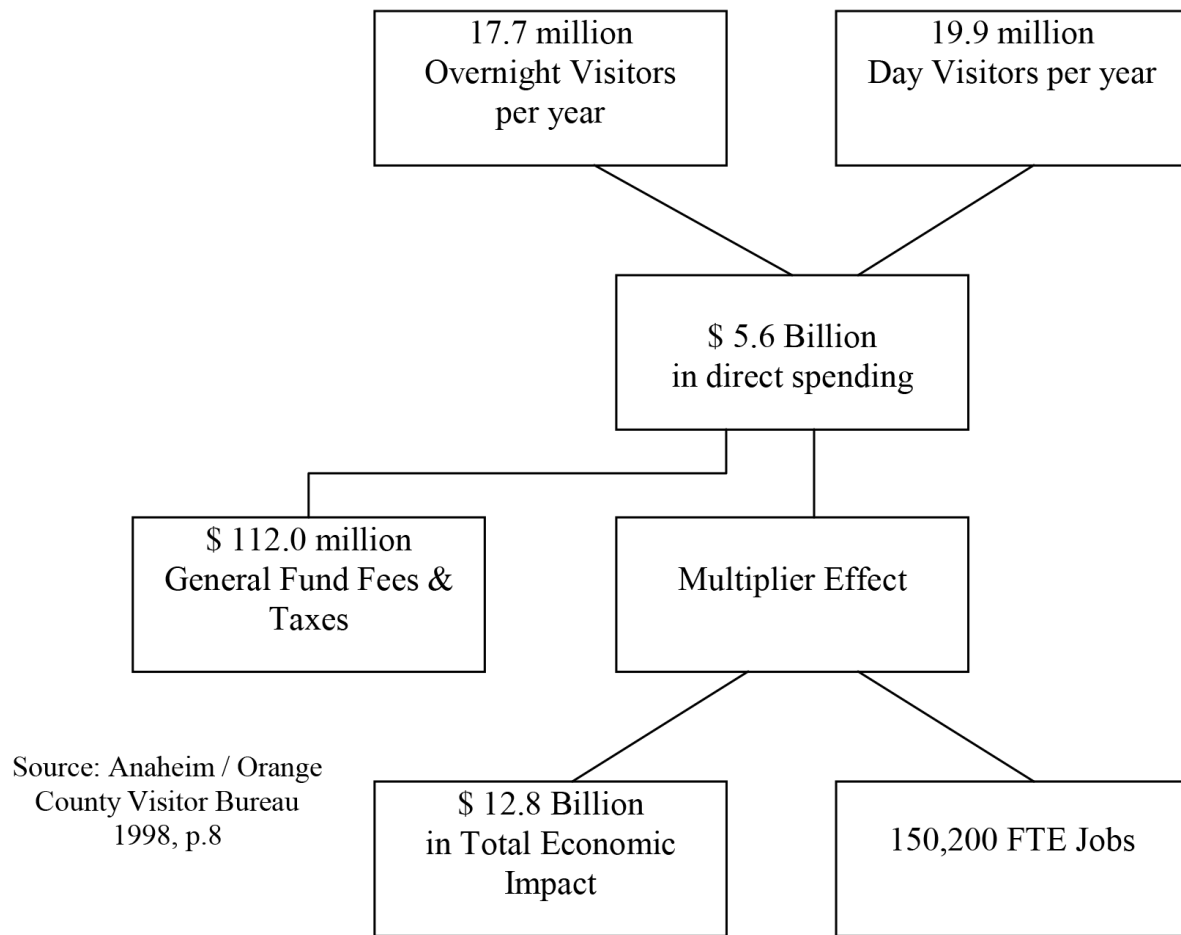 17.7 million
Overnight Visitors
per year
19.9 million
Day Visitors per year
$ 5.6 Billion
in direct spending
$ 112.0 million
General Fund Fees &
Taxes
Multiplier Effect
Source: Anaheim / Orange
County Visitor Bureau
1998, p.8
$ 12.8 Billion
in Total Economic
Impact
150,200 FTE Jobs